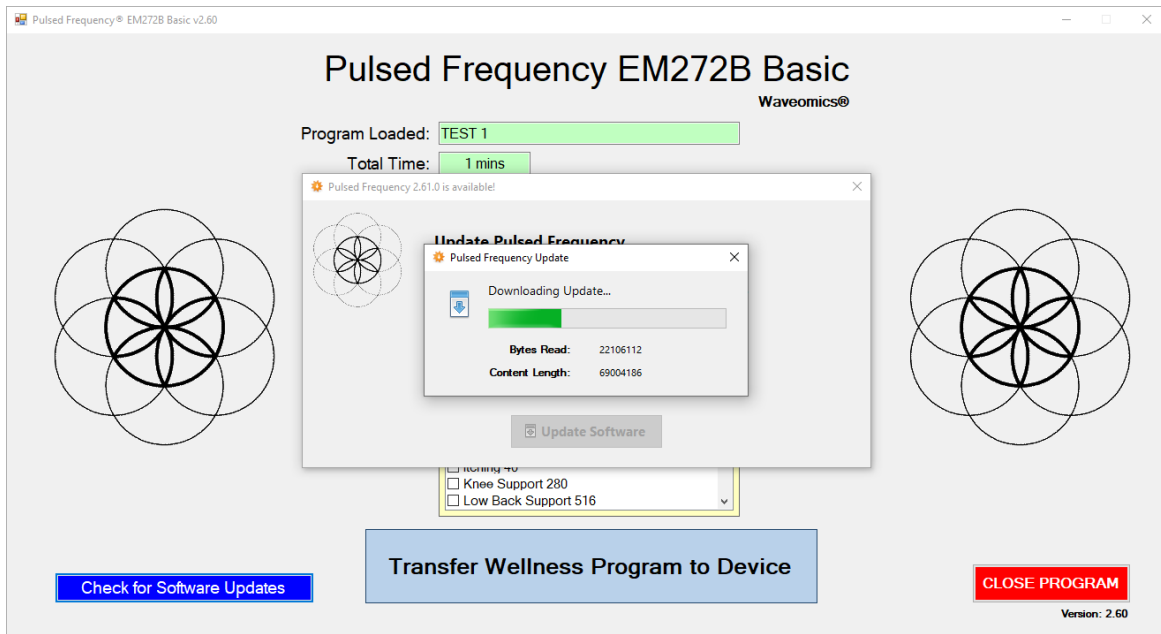 Pulsed Frequency® EM272B Basic v2.60
Pulsed Frequency EM272B Basic
Waveomics®
Program Loaded: TEST 1
Total Time: 1 mins
Pulsed Frequency 2.61.0 is available!
Update Pulsed Frequency
Pulsed Frequency Update
Downloading Update...
Bytes Read: 22106112
Content Length: 69004186
Update Software
Itching 40
Knee Support 280
Low Back Support 516
Transfer Wellness Program to Device
Check for Software Updates
CLOSE PROGRAM
Version: 2.60